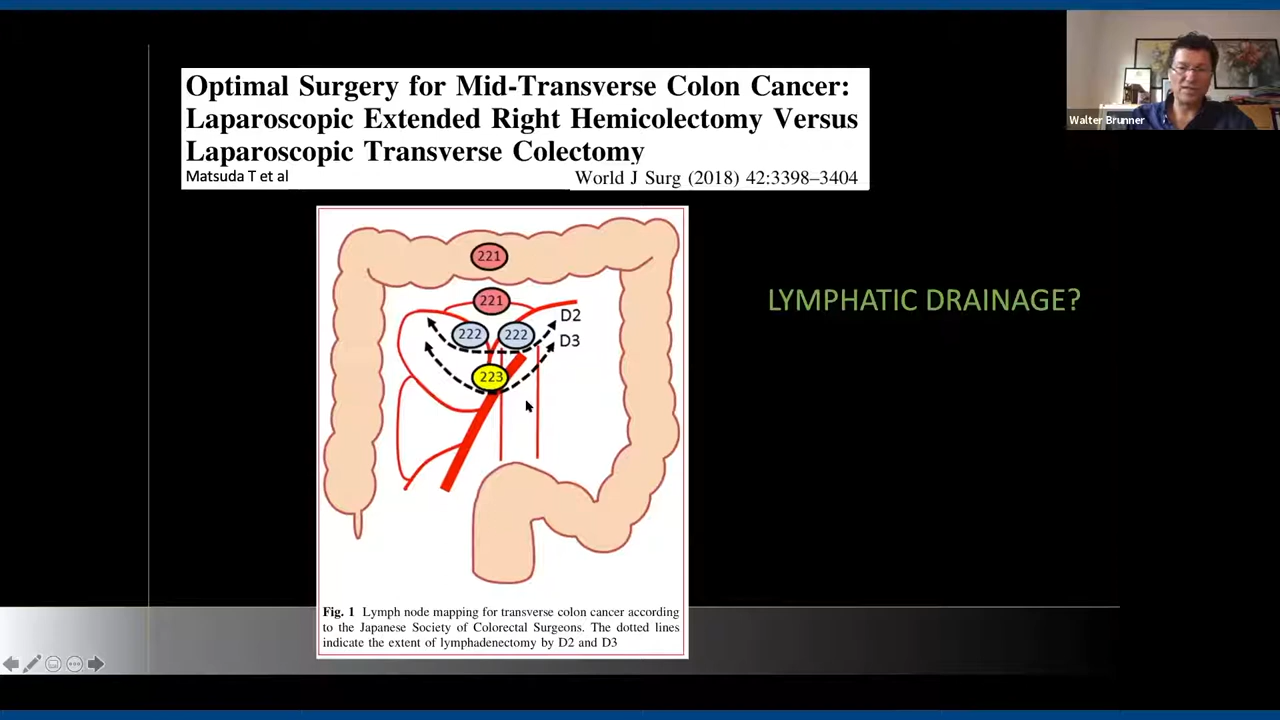 Optimal Surgery for Mid-Transverse Colon Cancer:
Laparoscopic Extended Right Hemicolectomy Versus
Laparoscopic Transverse Colectomy
Matsuda T et al
World J Surg (2018) 42:3398–3404
Walter Brunner
221
221
222
222
D2
D3
223
LYMPHATIC DRAINAGE?
Fig. 1 Lymph node mapping for transverse colon cancer according
to the Japanese Society of Colorectal Surgeons. The dotted lines
indicate the extent of lymphadenectomy by D2 and D3